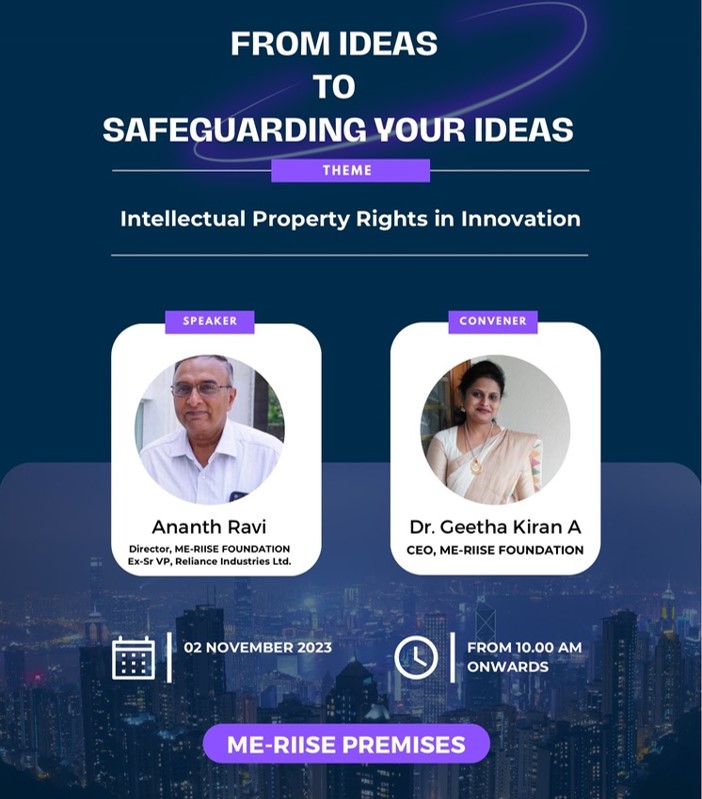 FROM IDEAS
TO
SAFEGUARDING YOUR IDEAS
THEME
Intellectual Property Rights in Innovation
SPEAKER
Ananth Ravi
Director, ME-RIISE FOUNDATION
Ex-Sr VP, Reliance Industries Ltd.
CONVENER
Dr. Geetha Kiran A
CEO, ME-RIISE FOUNDATION
02 NOVEMBER 2023
FROM 10.00 AM
ONWARDS
ME-RIISE PREMISES